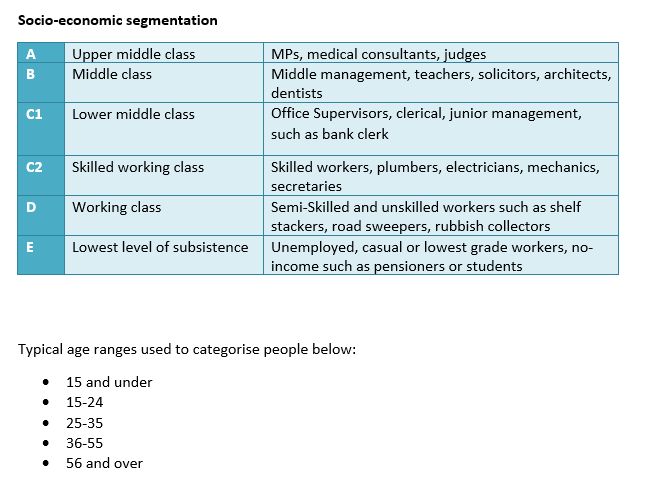 Socio-economic segmentation
A Upper middle class MPs, medical consultants, judges
B Middle class Middle management, teachers, solicitors, architects,
dentists
C1 Lower middle class Office Supervisors, clerical, junior management,
such as bank clerk
C2 Skilled working class Skilled workers, plumbers, electricians, mechanics,
secretaries
D Working class Semi-Skilled and unskilled workers such as shelf
stackers, road sweepers, rubbish collectors
E Lowest level of subsistence Unemployed, casual or lowest grade workers, no-
income such as pensioners or students
Typical age ranges used to categorise people below:
• 15 and under
• 15-24
• 25-35
• 36-55
• 56 and over